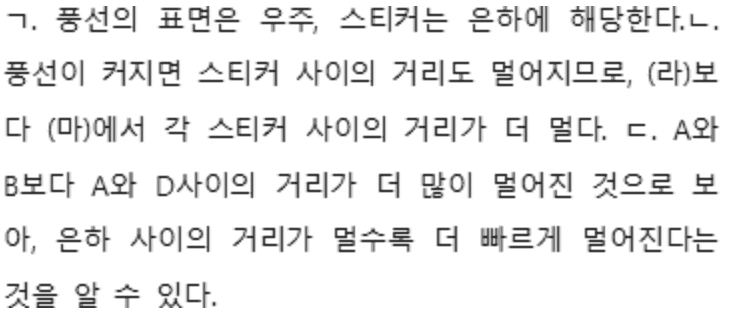 ㄱ. 풍선의 표면은 우주, 스티커는 은하에 해당한다.ㄴ.
풍선이 커지면 스티커 사이의 거리도 멀어지므로, (라)보
다 (마)에서 각 스티커 사이의 거리가 더 멀다. ㄷ. A와
B보다 A와 D사이의 거리가 더 많이 멀어진 것으로 보
아, 은하 사이의 거리가 멀수록 더 빠르게 멀어진다는
것을 알 수 있다.